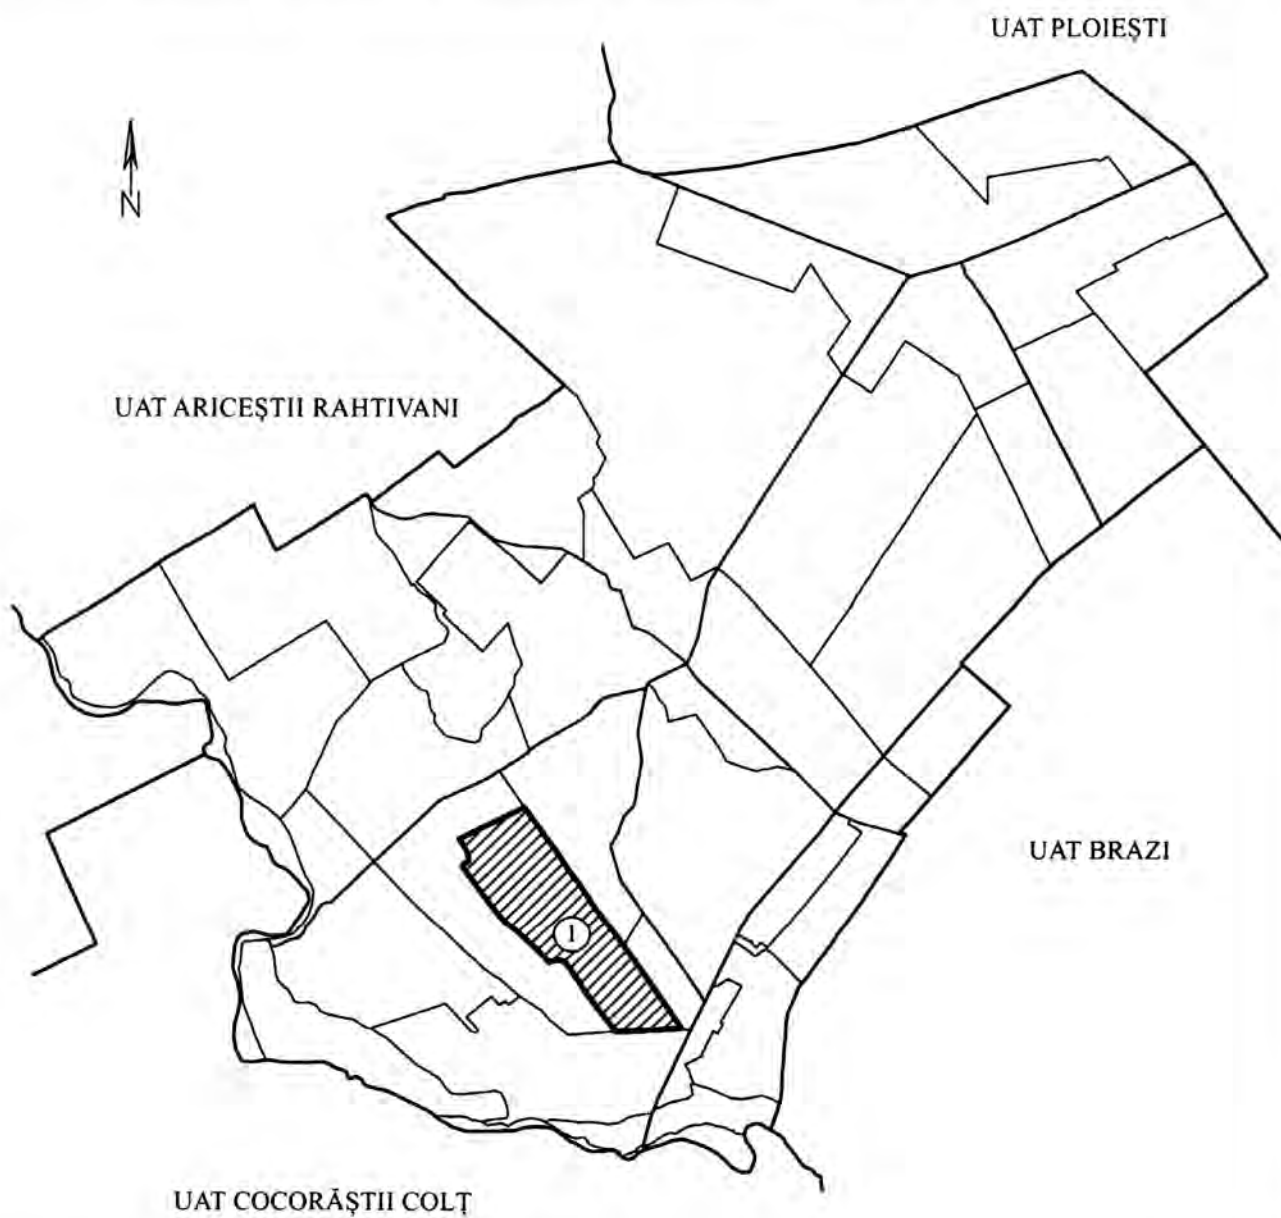 UAT PLOIEȘTI
N
UAT ARICEȘTII RAHTIVANI
UAT BRAZI
1
UAT COCORĂȘTII COLȚ